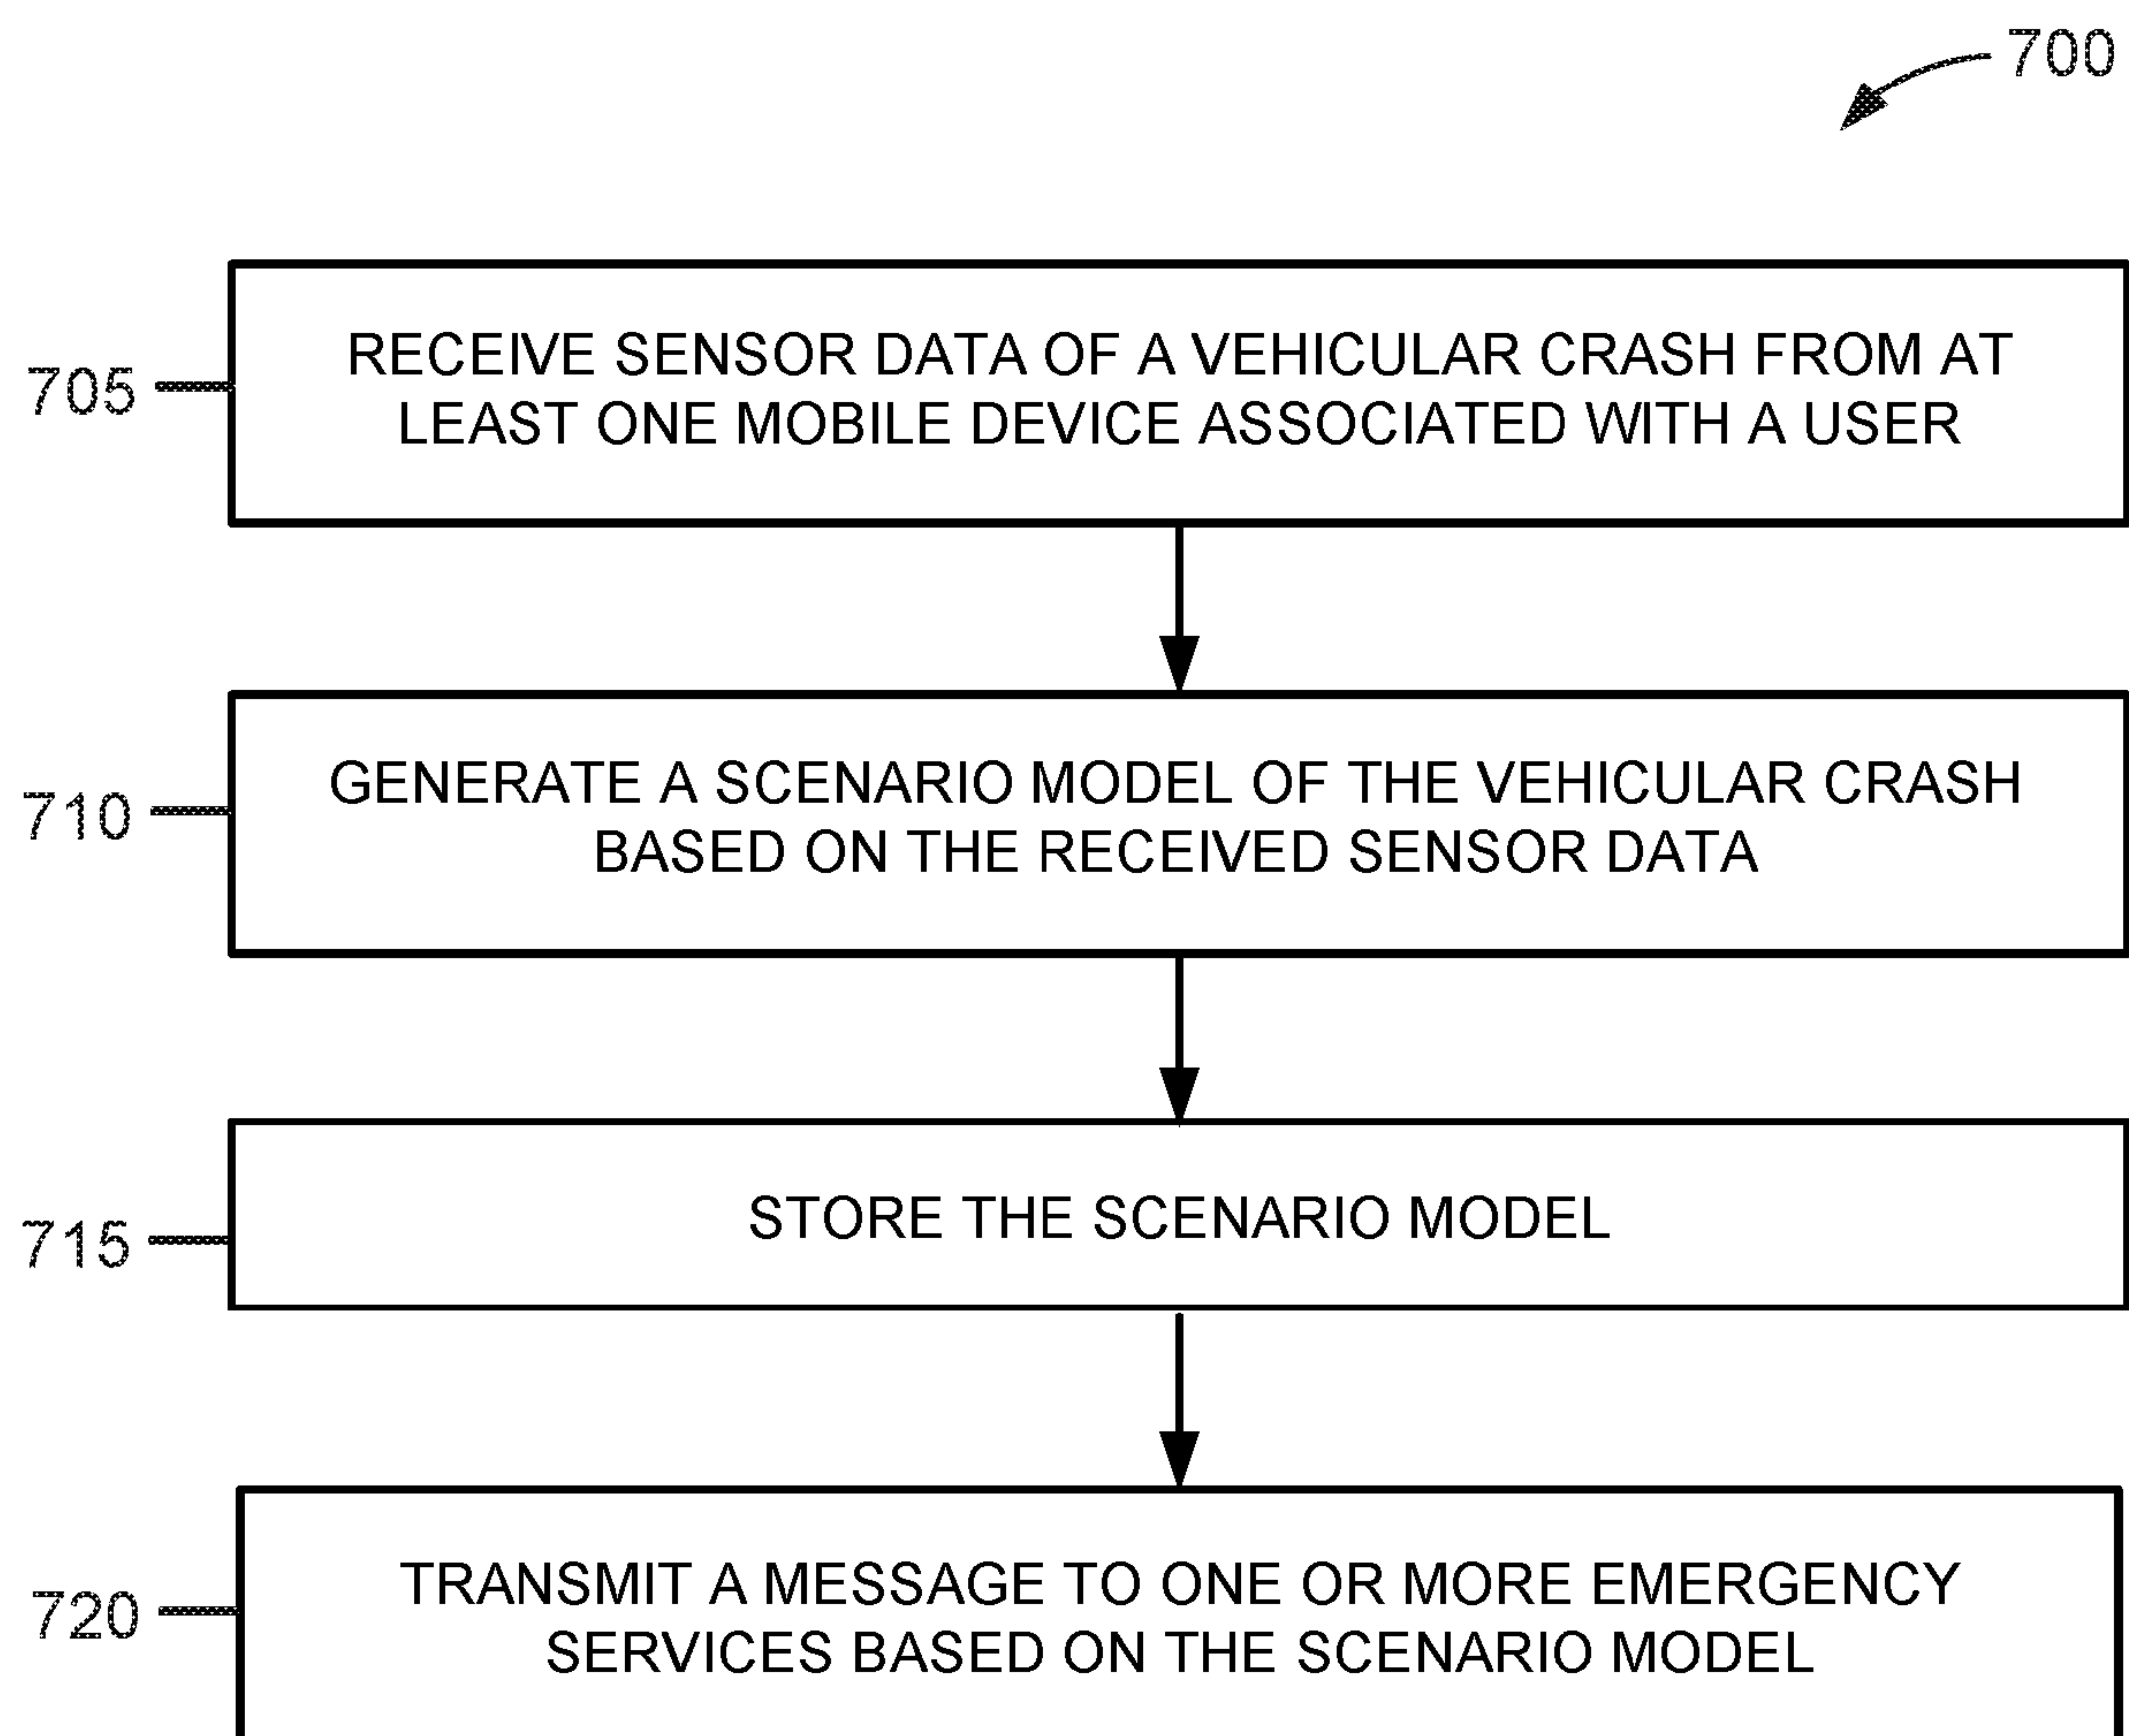 700
705
RECEIVE SENSOR DATA OF A VEHICULAR CRASH FROM AT
LEAST ONE MOBILE DEVICE ASSOCIATED WITH A USER
710
GENERATE A SCENARIO MODEL OF THE VEHICULAR CRASH
BASED ON THE RECEIVED SENSOR DATA
715
STORE THE SCENARIO MODEL
720
TRANSMIT A MESSAGE TO ONE OR MORE EMERGENCY
SERVICES BASED ON THE SCENARIO MODEL